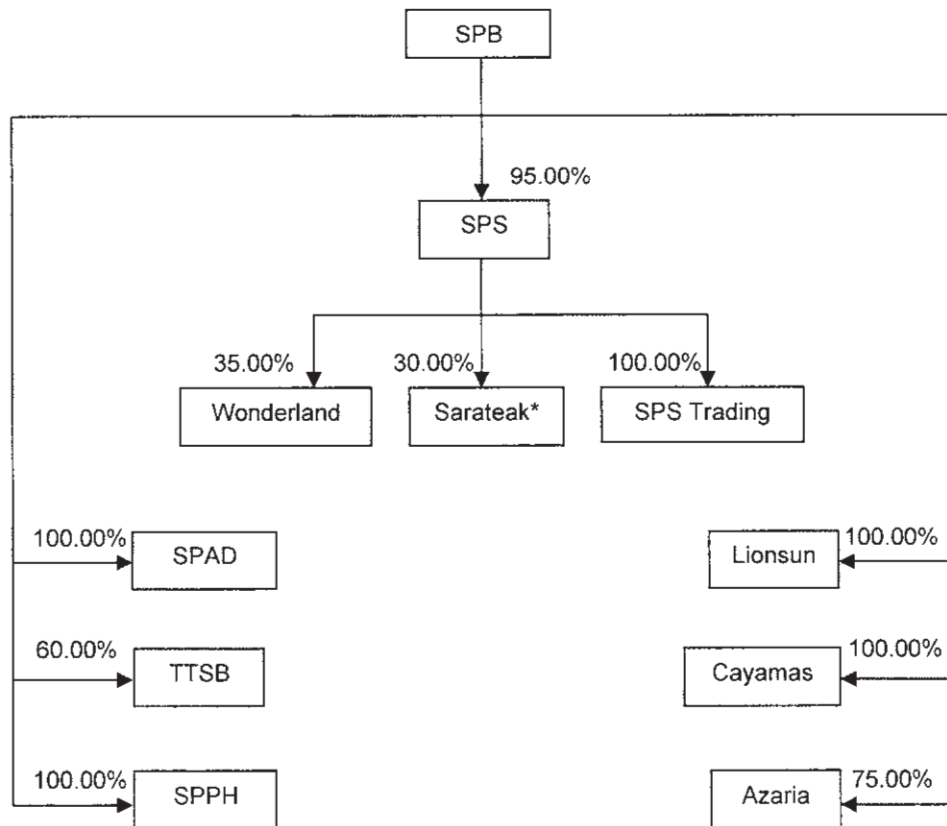 SPB
95.00%
SPS
35.00%
30.00%
100.00%
Wonderland
Sarateak*
SPS Trading
100.00%
SPAD
Lionsun
100.00%
60.00%
TTSB
Cayamas
100.00%
100.00%
SPPH
Azaria
75.00%